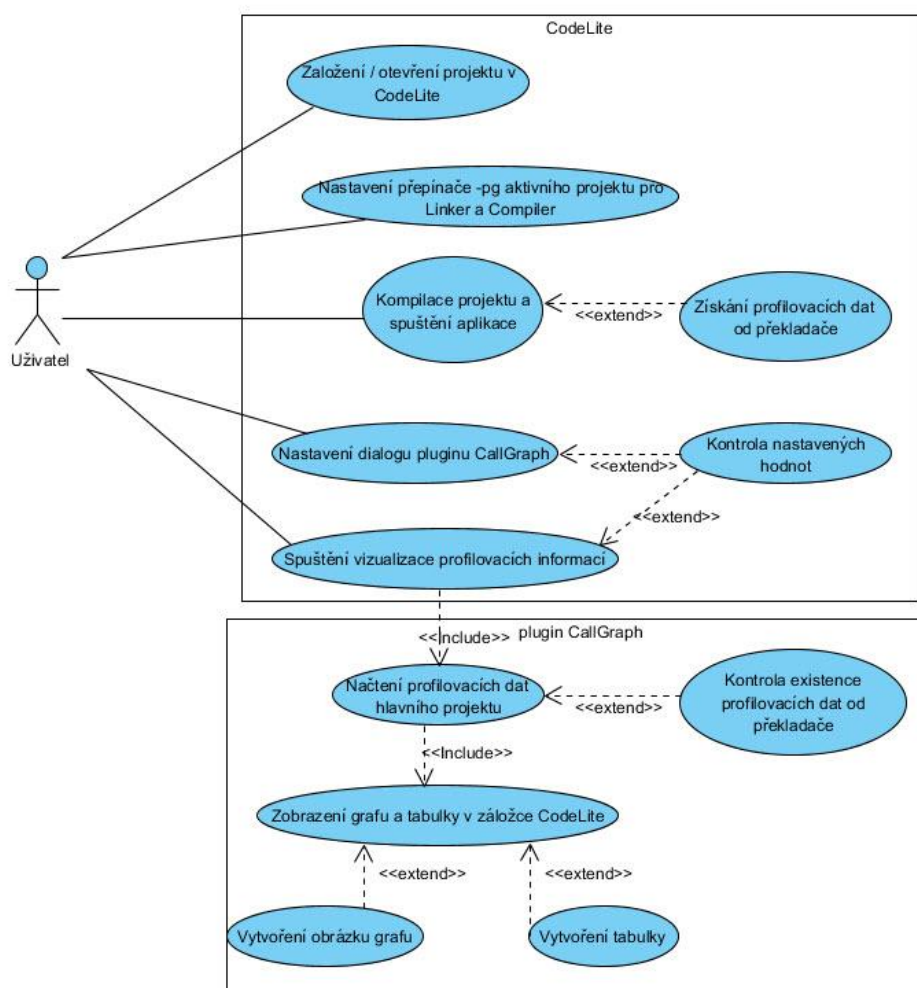 CodeLite
Založení / otevření projektu v
CodeLite
Nastavení přepínače -pg aktivního projektu pro
Linker a Compiler
Kompilace projektu a
spuštění aplikace
<<extend>>
Získání profilovacích dat
od překladače
Uživatel
Nastavení dialogu pluginu CallGraph
<<extend>>
Kontrola nastavených
hodnot
<<extend>>
Spuštění vizualizace profilovacích informací
<<Include>>
plugin CallGraph
Načtení profilovacích dat
hlavního projektu
<<extend>>
Kontrola existence
profilovacích dat od
překladače
<<Include>>
Zobrazení grafu a tabulky v záložce CodeLite
<<extend>>
<<extend>>
Vytvoření obrázku grafu
Vytvoření tabulky